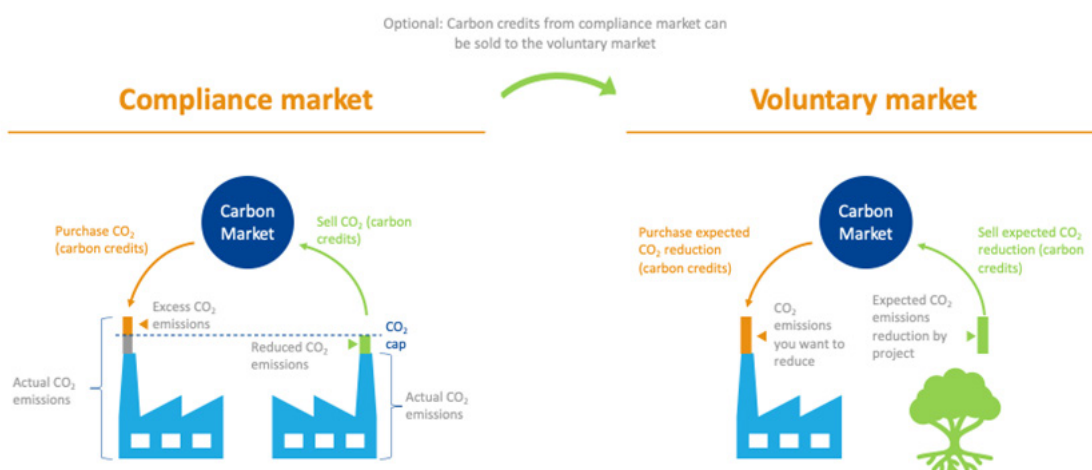 Optional: Carbon credits from compliance market can
be sold to the voluntary market
Compliance market
Carbon
Market
Purchase CO₂
(carbon credits)
Sell CO₂ (carbon
credits)
Excess CO₂
emissions
CO₂
cap
Reduced CO₂
emissions
Actual CO₂
emissions
Actual CO₂
emissions
Voluntary market
Carbon
Market
Purchase expected
CO₂ reduction
(carbon credits)
Sell expected CO₂
reduction (carbon
credits)
CO₂
emissions
you want to
reduce
Expected CO₂
emissions
reduction by
project